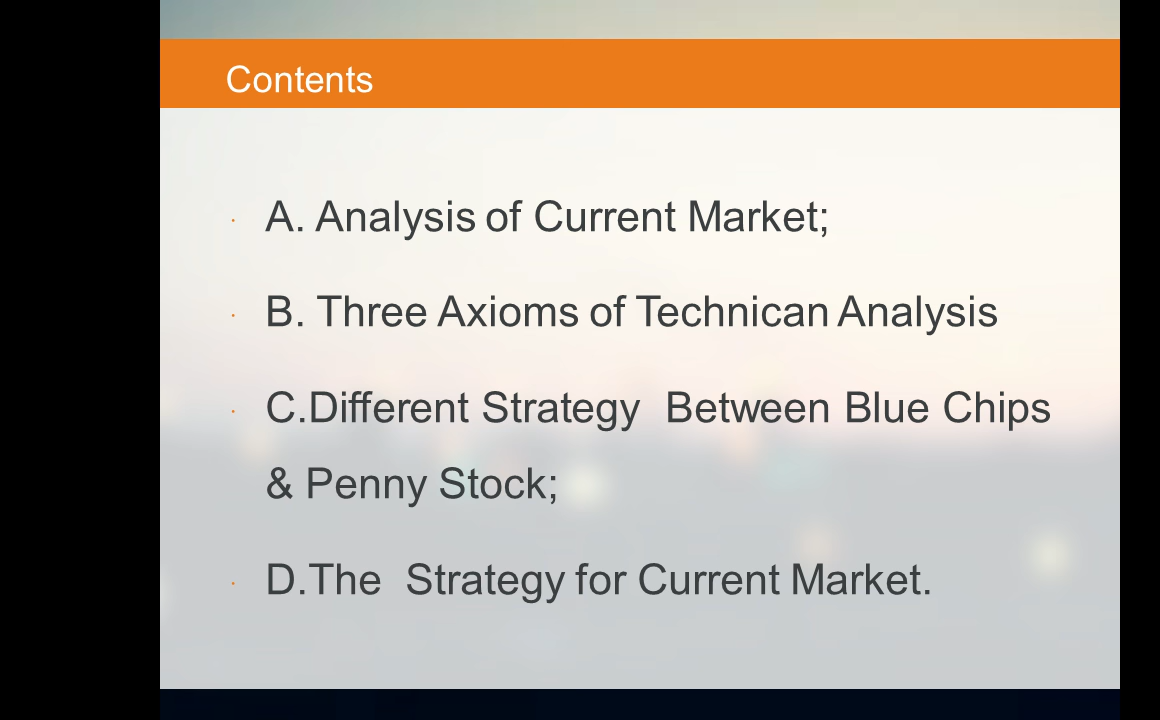 Contents
· A. Analysis of Current Market;
· B. Three Axioms of Technican Analysis
· C.Different Strategy  Between Blue Chips
& Penny Stock;
· D.The  Strategy for Current Market.